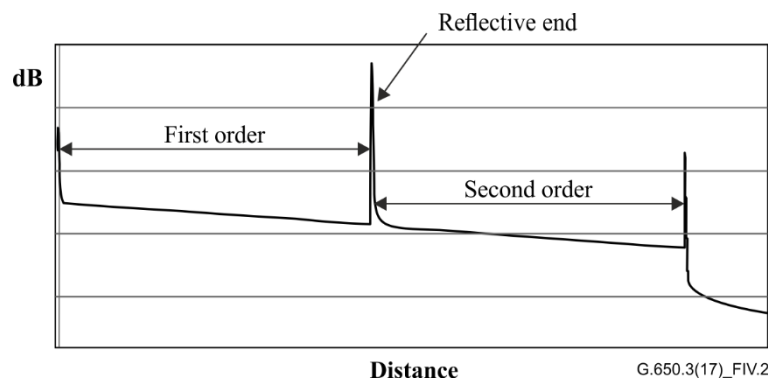 Reflective end
dB
First order
Second order
Distance
G.650.3(17)_FIV.2